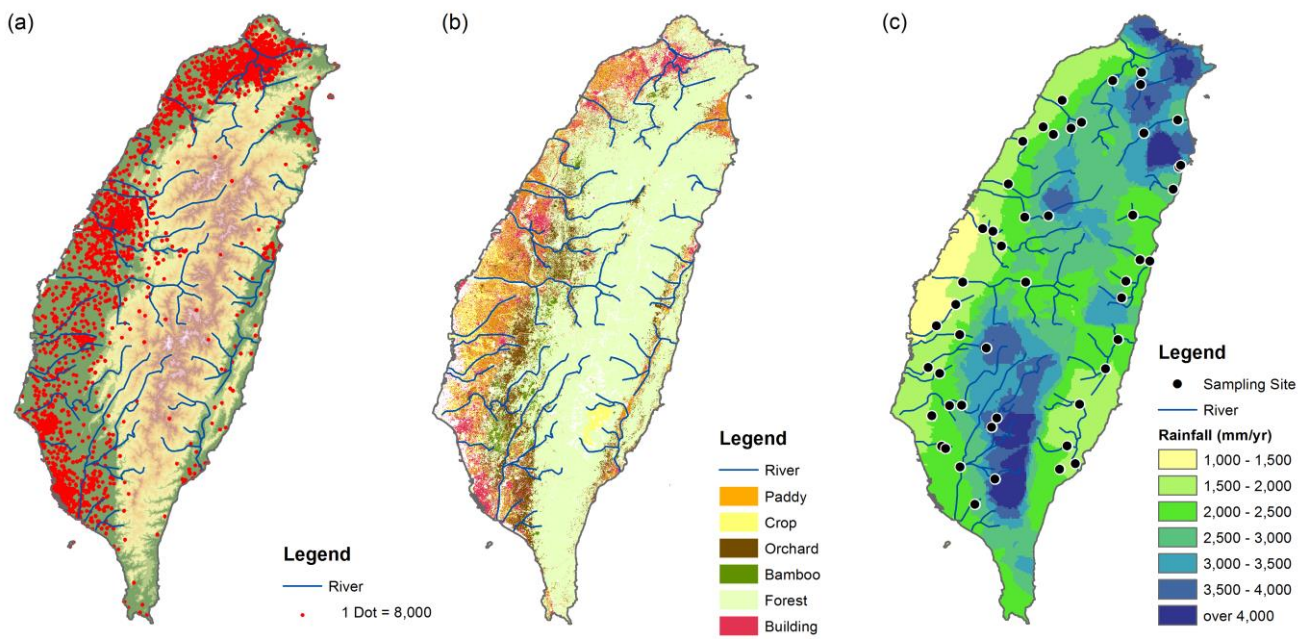 (a)
Legend
River
1 Dot = 8,000
(b)
Legend
River
Paddy
Crop
Orchard
Bamboo
Forest
Building
(c)
Legend
Sampling Site
River
Rainfall (mm/yr)
1,000 - 1,500
1,500 - 2,000
2,000 - 2,500
2,500 - 3,000
3,000 - 3,500
3,500 - 4,000
over 4,000